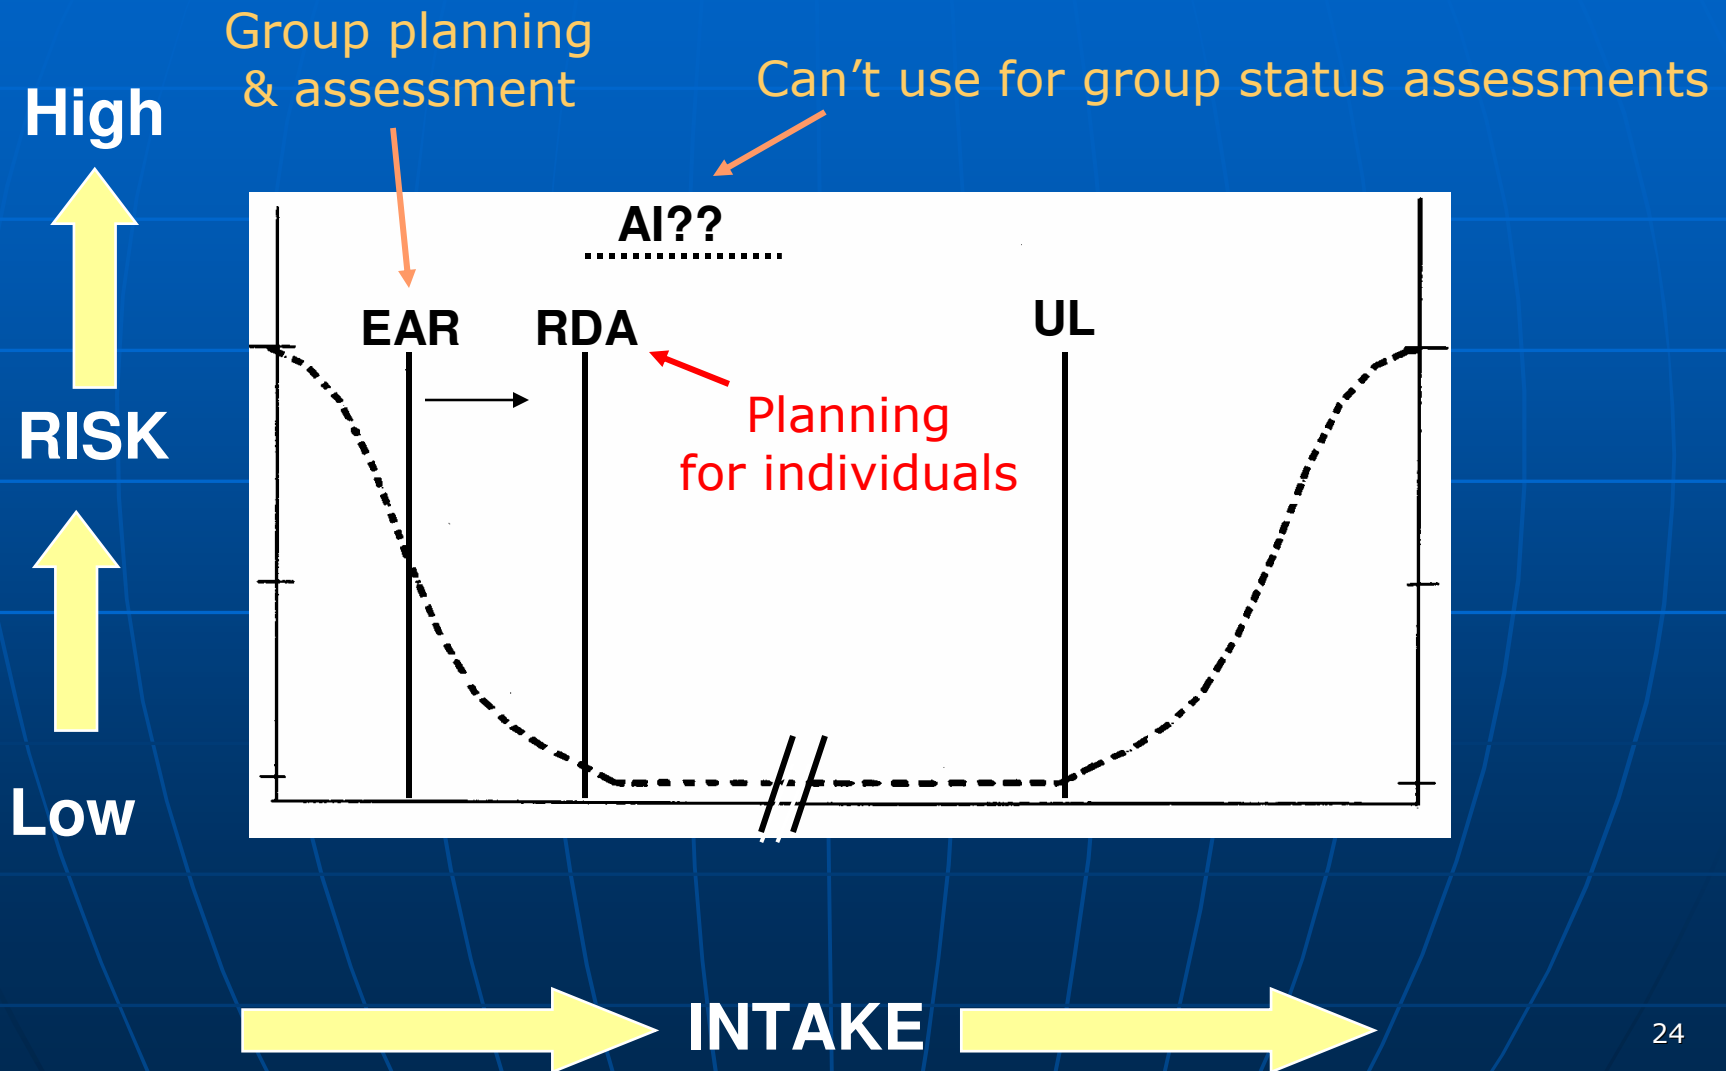 Group planning
& assessment
Can’t use for group status assessments
High
AI??
EAR
RDA
UL
Planning
for individuals
RISK
Low
INTAKE
24